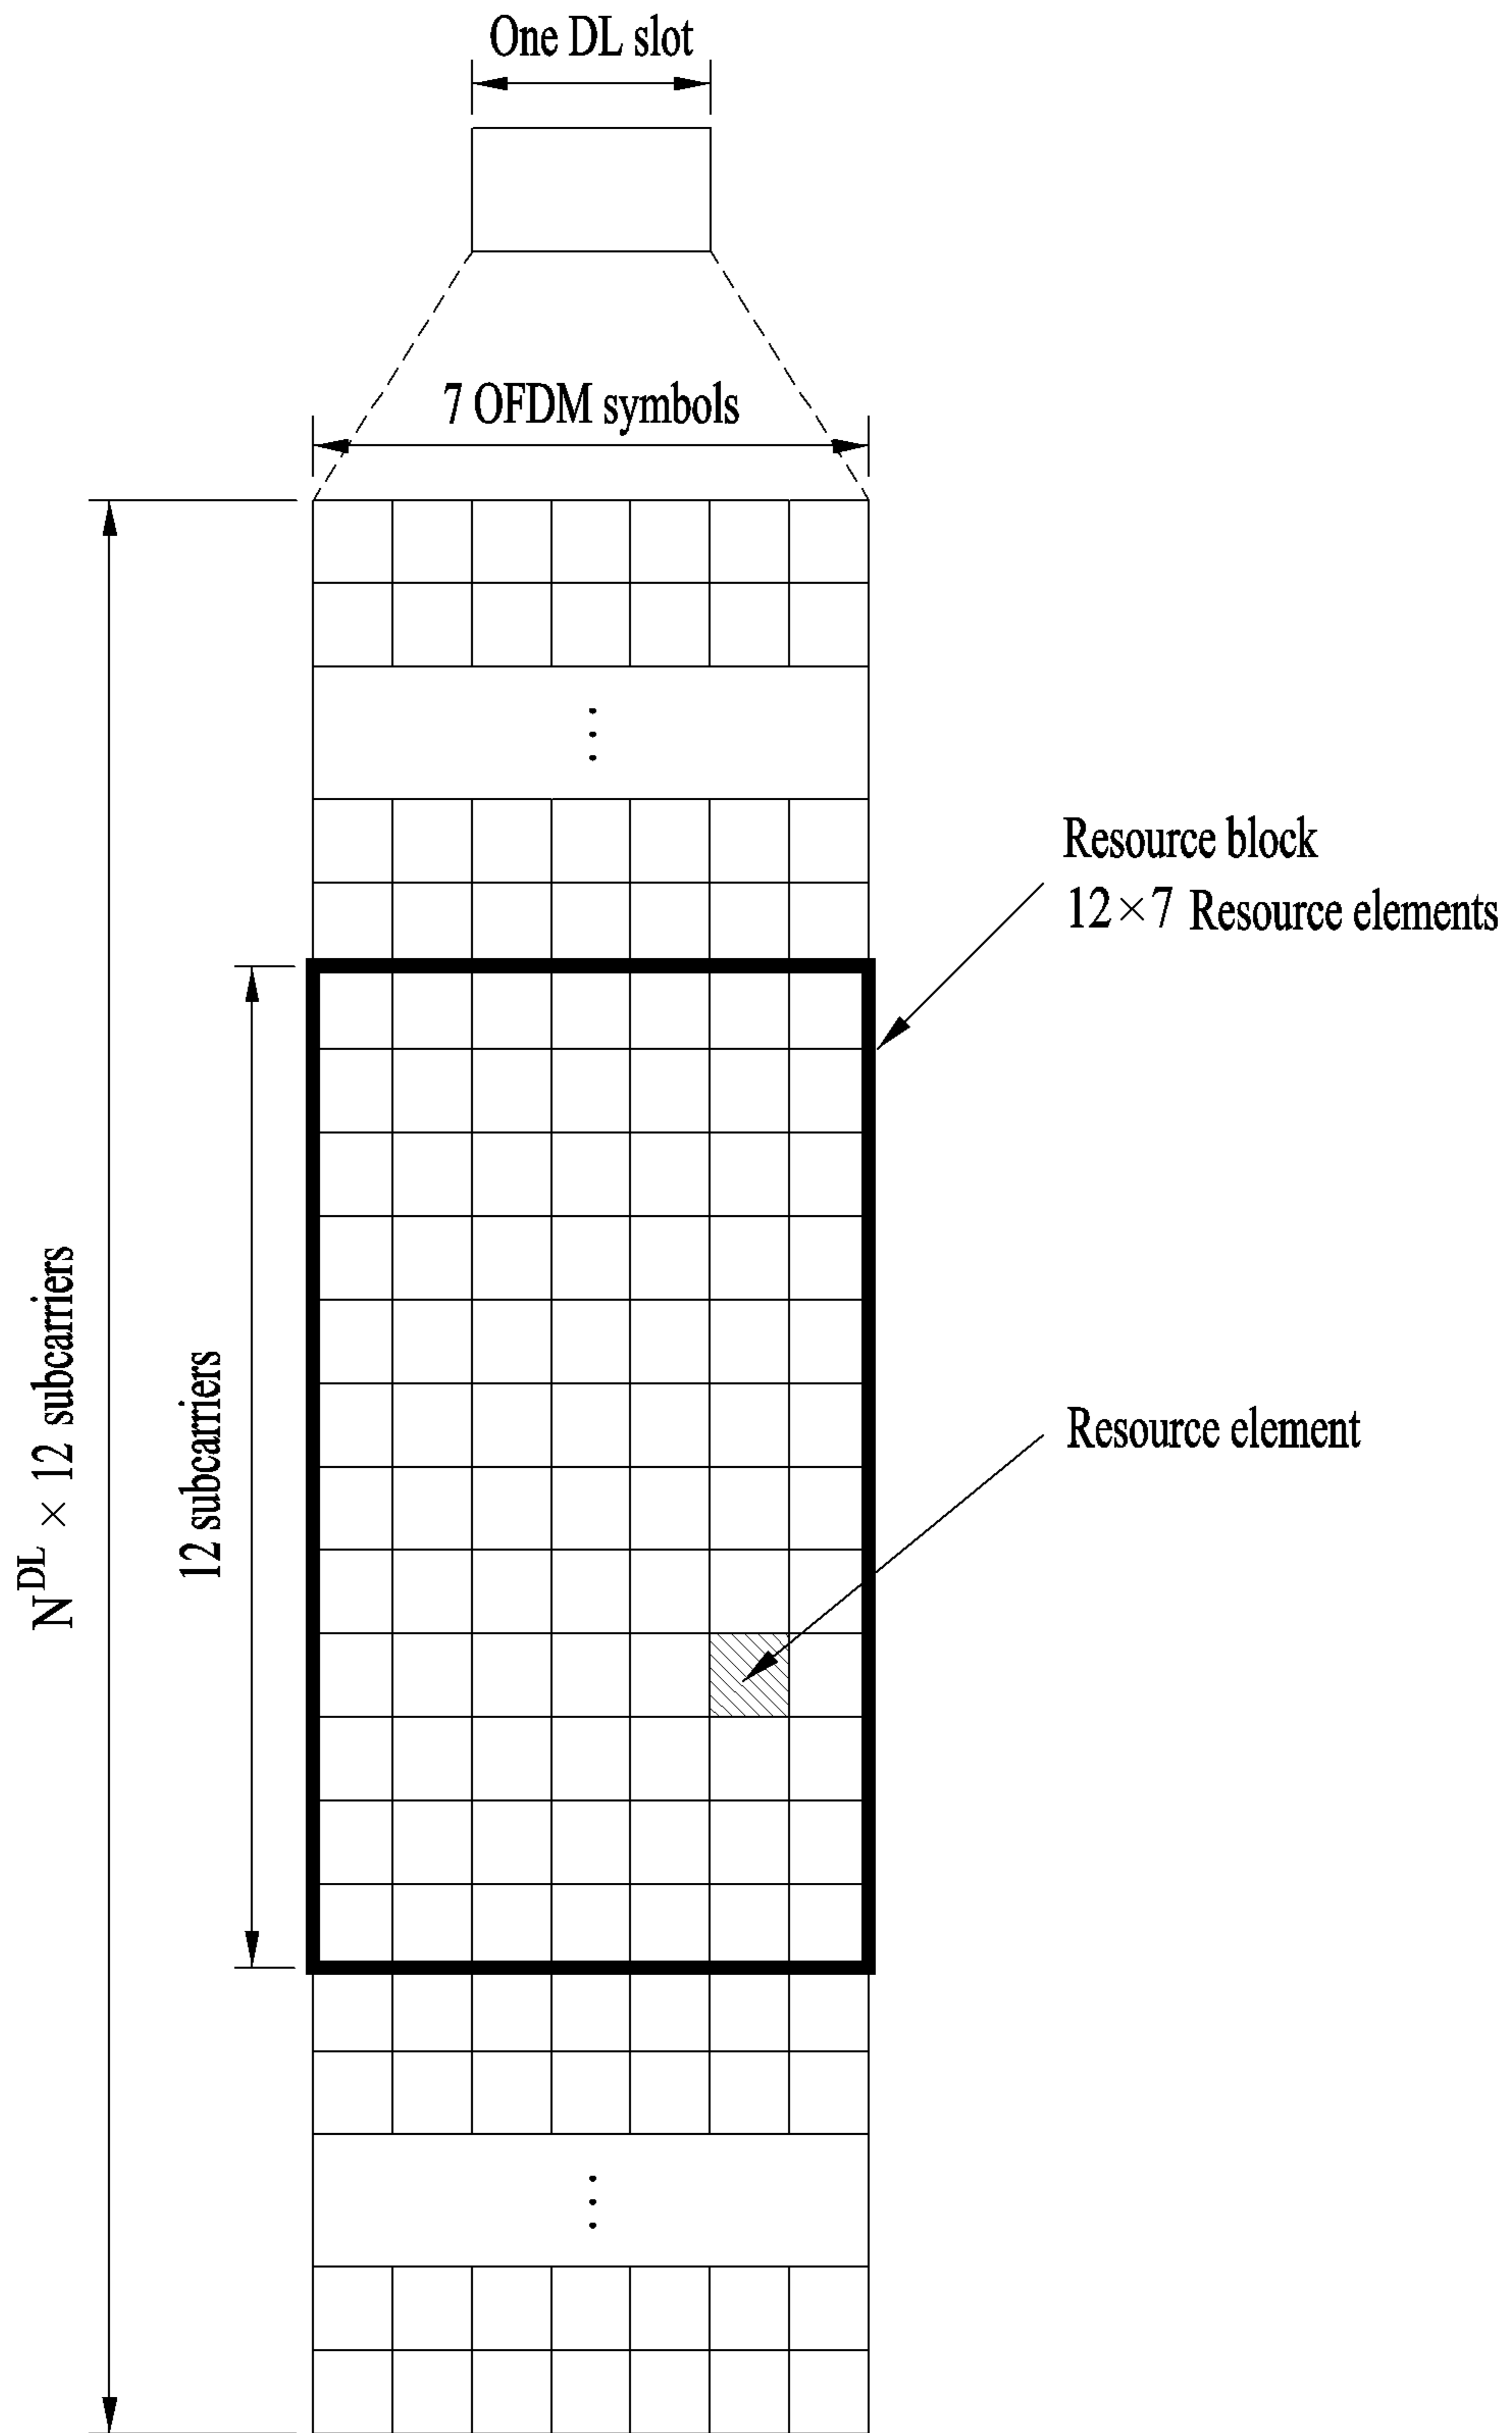 One DL slot
7 OFDM symbols
Resource block
12×7 Resource elements
N^DL × 12 subcarriers
12 subcarriers
Resource element